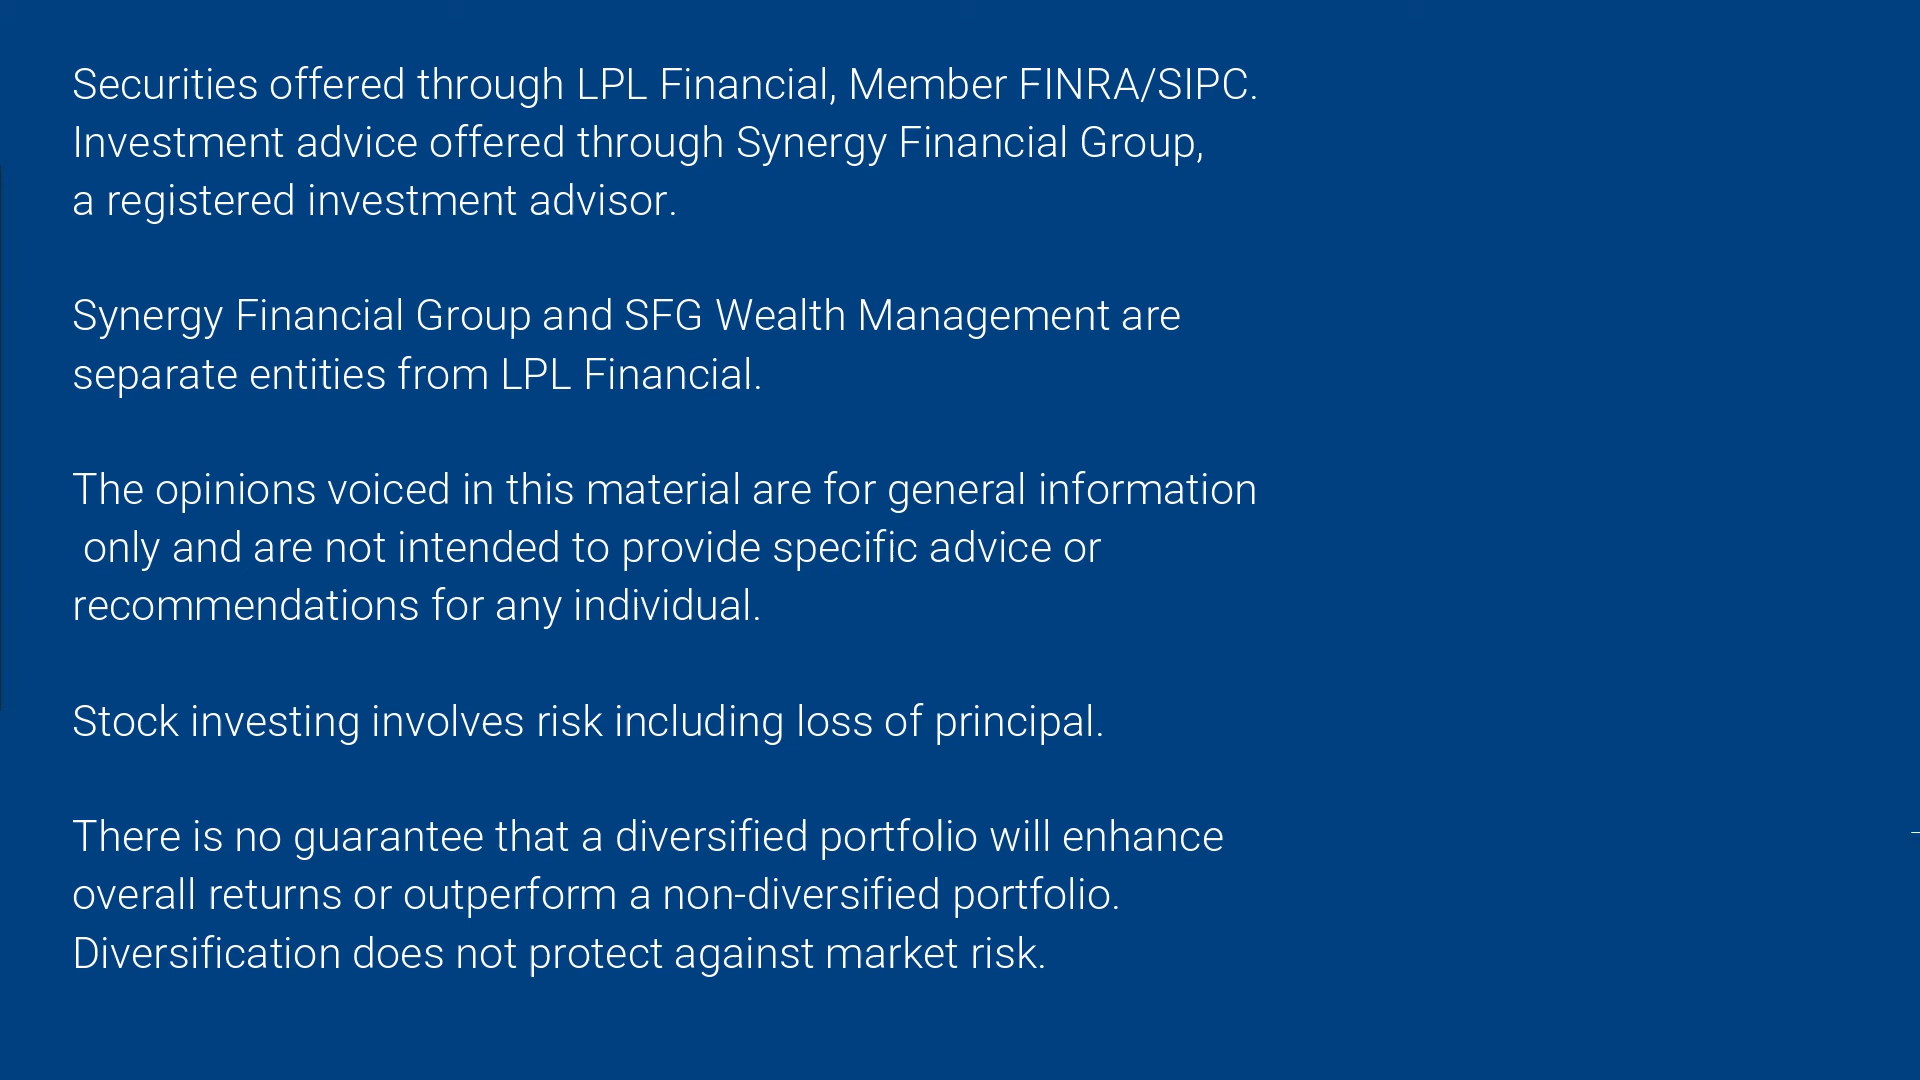 Securities offered through LPL Financial, Member FINRA/SIPC.
Investment advice offered through Synergy Financial Group,
a registered investment advisor.
Synergy Financial Group and SFG Wealth Management are
separate entities from LPL Financial.
The opinions voiced in this material are for general information
only and are not intended to provide specific advice or
recommendations for any individual.
Stock investing involves risk including loss of principal.
There is no guarantee that a diversified portfolio will enhance
overall returns or outperform a non-diversified portfolio.
Diversification does not protect against market risk.